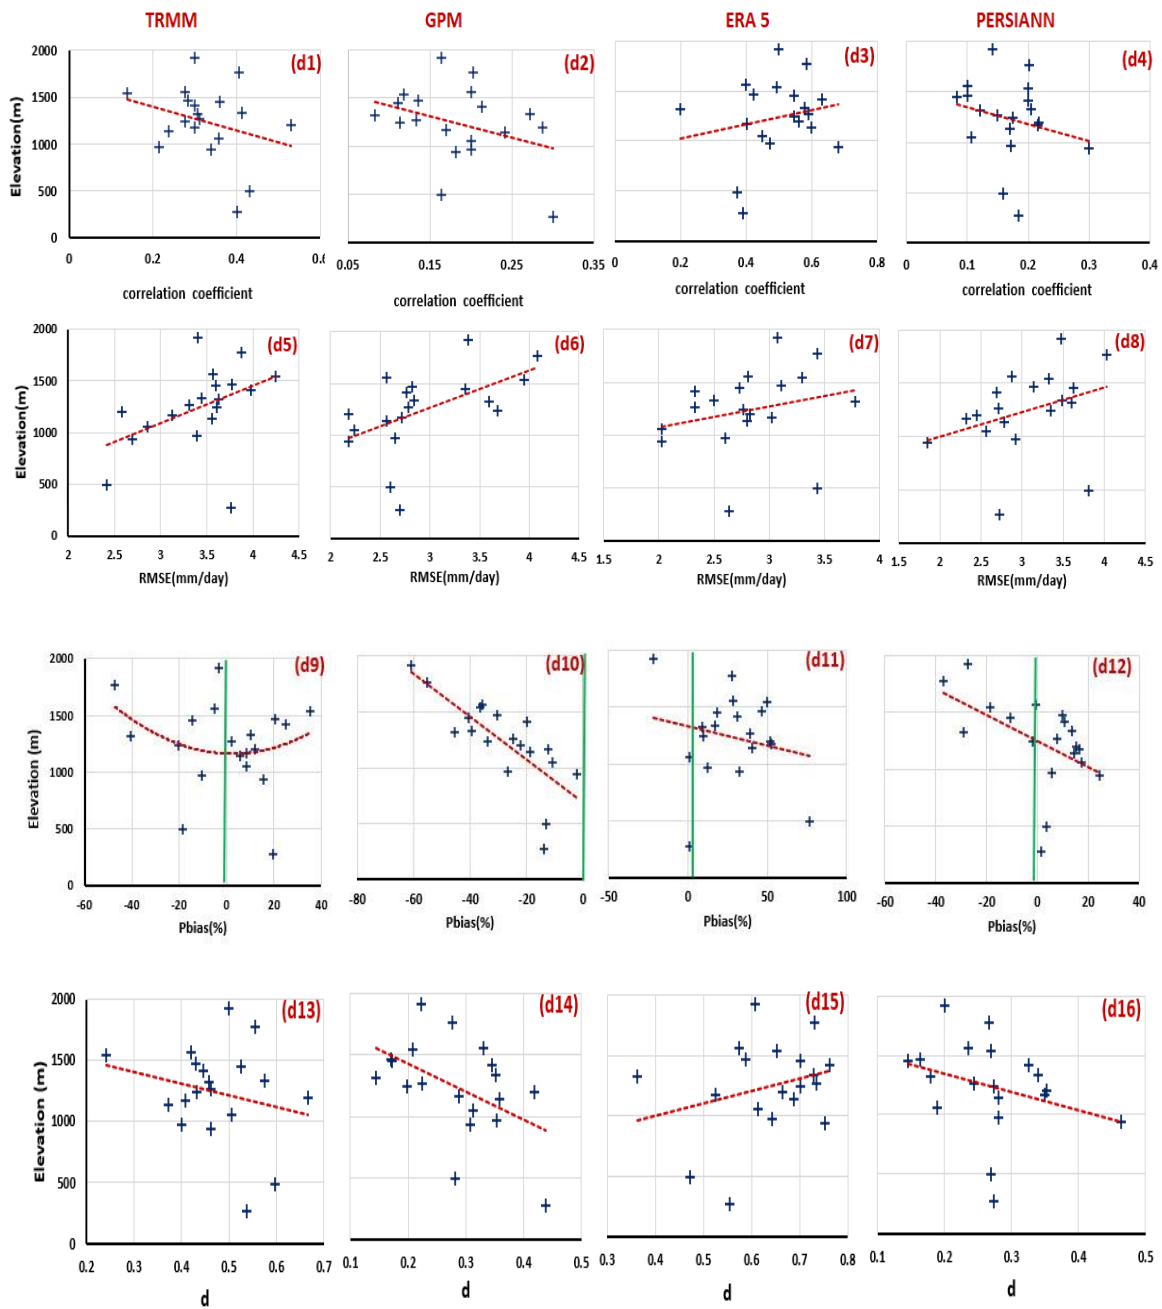 TRMM GPM ERA 5 PERSIANN
2000 (d1) (d2) (d3) (d4)
1500
Elevation(m)
1000
500
0
0 0.2 0.4 0.6 0.05 0.15 0.25 0.35 0 0.2 0.4 0.6 0.8 0 0.1 0.2 0.3 0.4
correlation coefficient correlation coefficient correlation coefficient correlation coefficient
2000 (d5) (d6) (d7) (d8)
1500
Elevation(m)
1000
500
0
2 2.5 3 3.5 4 4.5 2 2.5 3 3.5 4 4.5 1.5 2 2.5 3 3.5 4 1.5 2 2.5 3 3.5 4 4.5
RMSE(mm/day) RMSE(mm/day) RMSE(mm/day) RMSE(mm/day)
2000 (d9) (d10) (d11) (d12)
1500
Elevation (m)
1000
500
0
-60 -40 -20 0 20 40 -80 -60 -40 -20 0 -50 0 50 100 -60 -40 -20 0 20 40
Pbias(%) Pbias(%) Pbias(%) Pbias(%)
2000 (d13) (d14) (d15) (d16)
1500
Elevation (m)
1000
500
0
0.2 0.3 0.4 0.5 0.6 0.7 0.1 0.2 0.3 0.4 0.5 0.3 0.4 0.5 0.6 0.7 0.8 0.1 0.2 0.3 0.4 0.5
d d d d